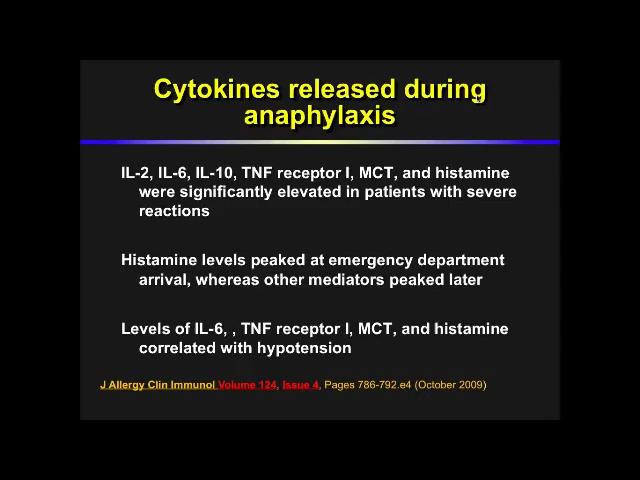 Cytokines released during
anaphylaxis
IL-2, IL-6, IL-10, TNF receptor I, MCT, and histamine
were significantly elevated in patients with severe
reactions
Histamine levels peaked at emergency department
arrival, whereas other mediators peaked later
Levels of IL-6, , TNF receptor I, MCT, and histamine
correlated with hypotension
J Allergy Clin Immunol Volume 124, Issue 4, Pages 786-792.e4 (October 2009)